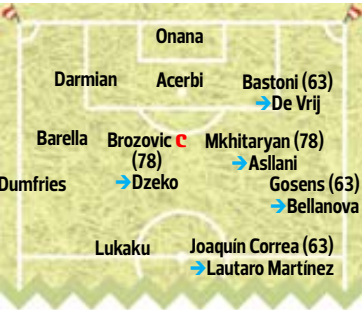 Onana
Darmian Acerbi Bastoni (63)
➔De Vrij
Barella Brozovic C Mkhitaryan (78)
(78) ➔Asllani
➔Dzeko Gosens (63)
Dumfries ➔Bellanova
Lukaku Joaquín Correa (63)
➔Lautaro Martínez